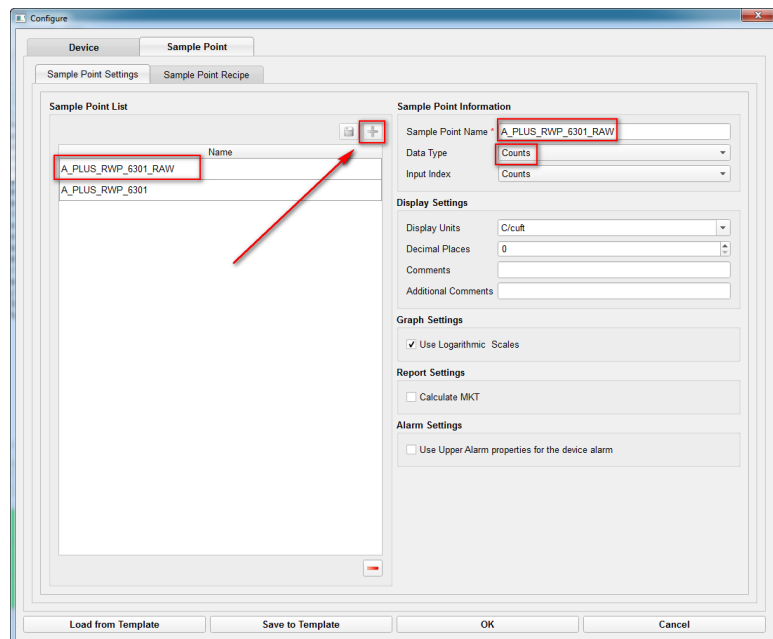 Configure
Device
Sample Point
Sample Point Settings
Sample Point Recipe
Sample Point List
Name
A_PLUS_RWP_6301_RAW
A_PLUS_RWP_6301
Sample Point Information
Sample Point Name * A_PLUS_RWP_6301_RAW
Data Type Counts
Input Index Counts
Display Settings
Display Units C/cuft
Decimal Places 0
Comments
Additional Comments
Graph Settings
Use Logarithmic Scales
Report Settings
Calculate MKT
Alarm Settings
Use Upper Alarm properties for the device alarm
Load from Template
Save to Template
OK
Cancel